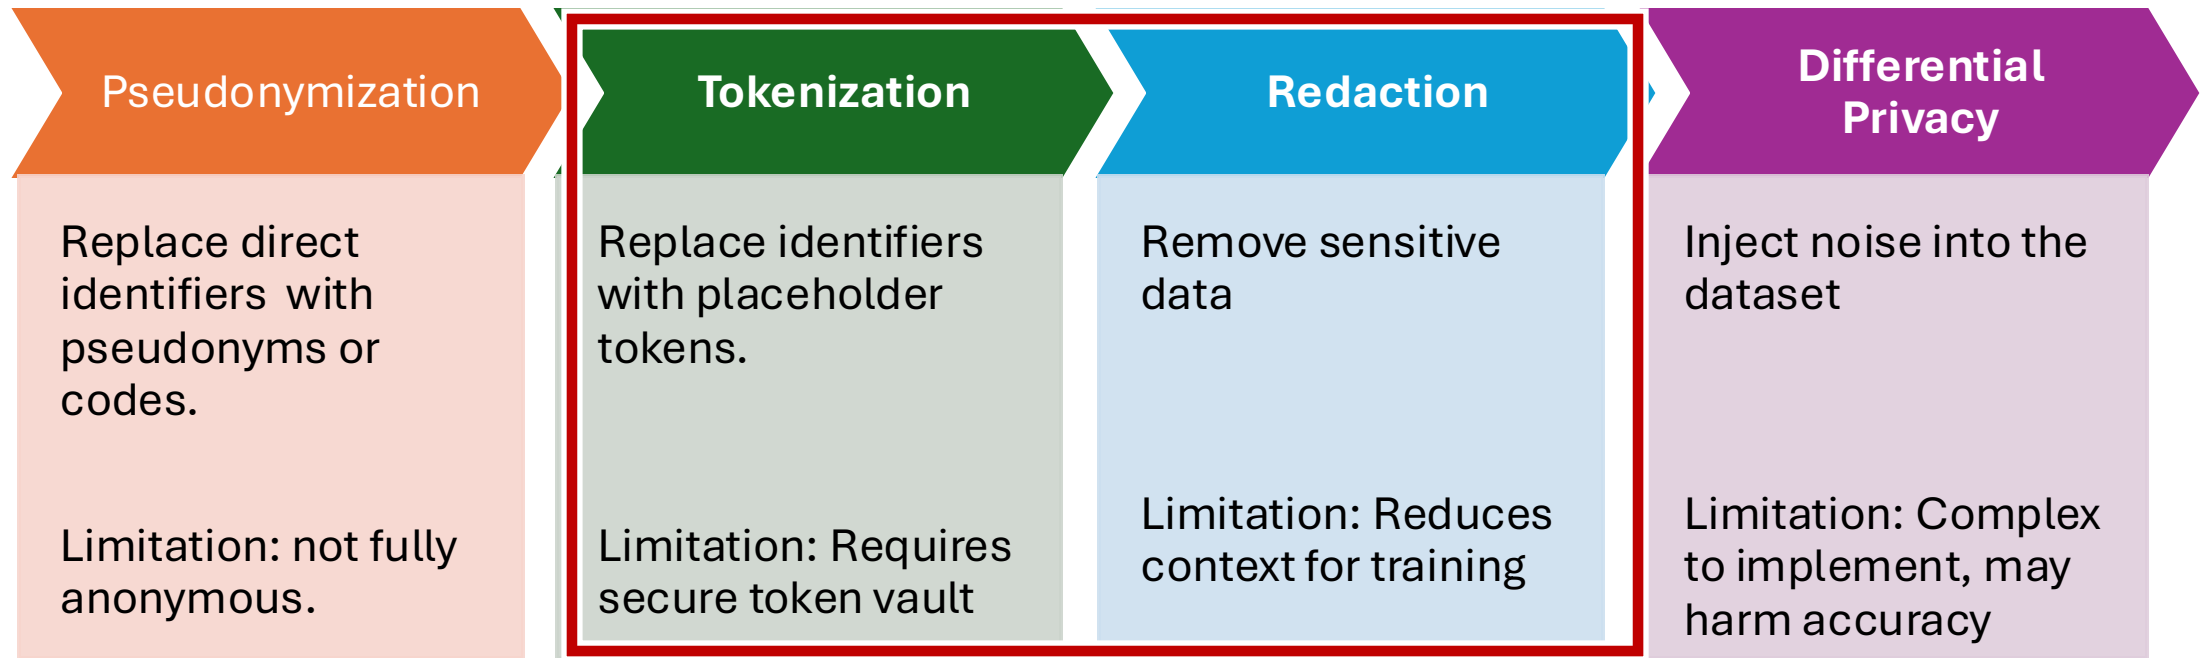 Pseudonymization
Replace direct
identifiers with
pseudonyms or
codes.
Limitation: not fully
anonymous.
Tokenization
Replace identifiers
with placeholder
tokens.
Limitation: Requires
secure token vault
Redaction
Remove sensitive
data
Limitation: Reduces
context for training
Differential
Privacy
Inject noise into the
dataset
Limitation: Complex
to implement, may
harm accuracy